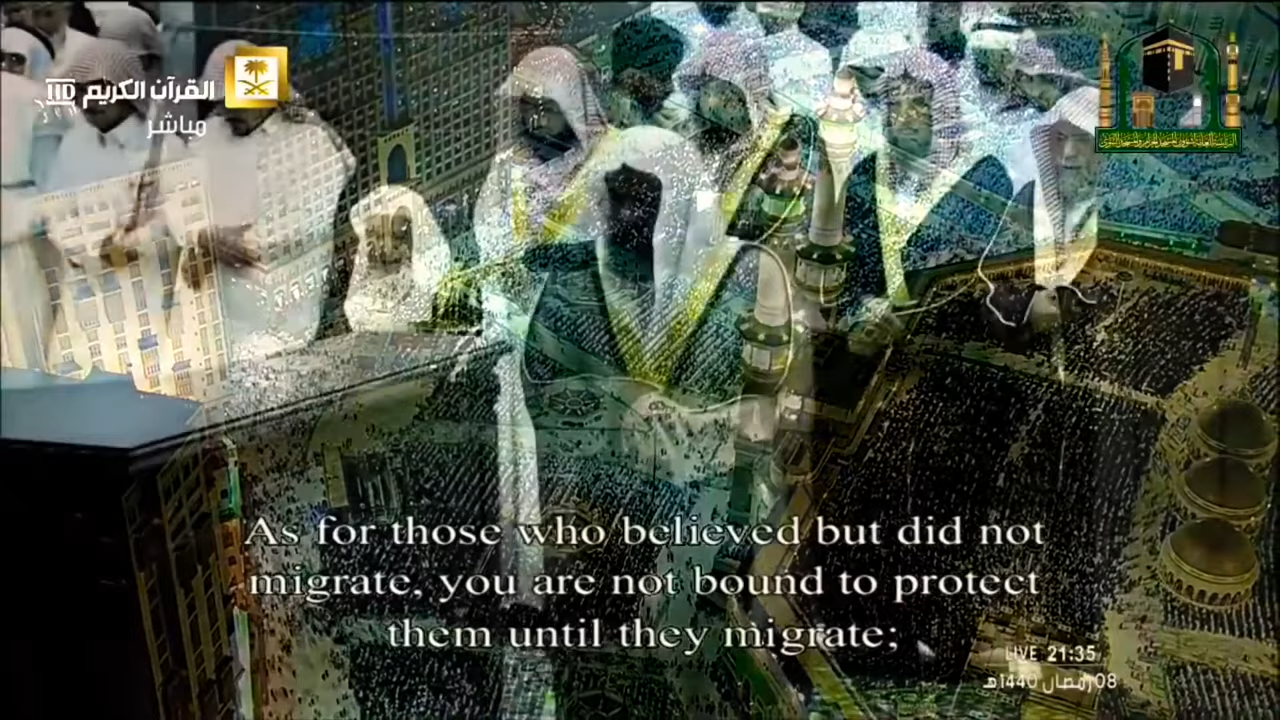 القرآن الكريم HD
مباشر
As for those who believed but did not
migrate, you are not bound to protect
them until they migrate;
LIVE 21:35
08 رمضان 1440هـ